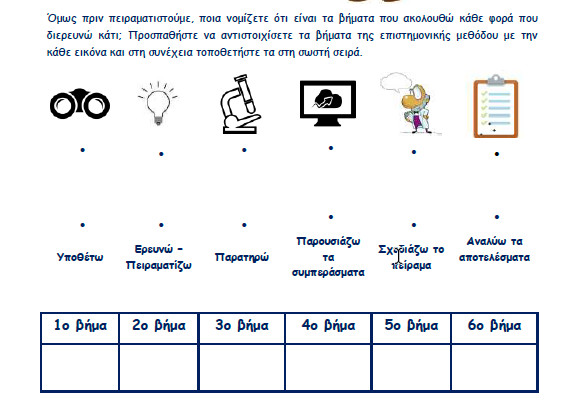 Όμως πριν πειραματιστούμε, ποια νομίζετε ότι είναι τα βήματα που ακολουθώ κάθε φορά που
διερευνώ κάτι; Προσπαθήστε να αντιστοιχίσετε τα βήματα της επιστημονικής μεθόδου με την
κάθε εικόνα και στη συνέχεια τοποθετήστε τα στη σωστή σειρά.
Υποθέτω
Ερευνώ –
Πειραματίζω
Παρατηρώ
Παρουσιάζω
τα
συμπεράσματα
Σχεδιάζω το
πείραμα
Αναλύω τα
αποτελέσματα
1ο βήμα 2ο βήμα 3ο βήμα 4ο βήμα 5ο βήμα 6ο βήμα